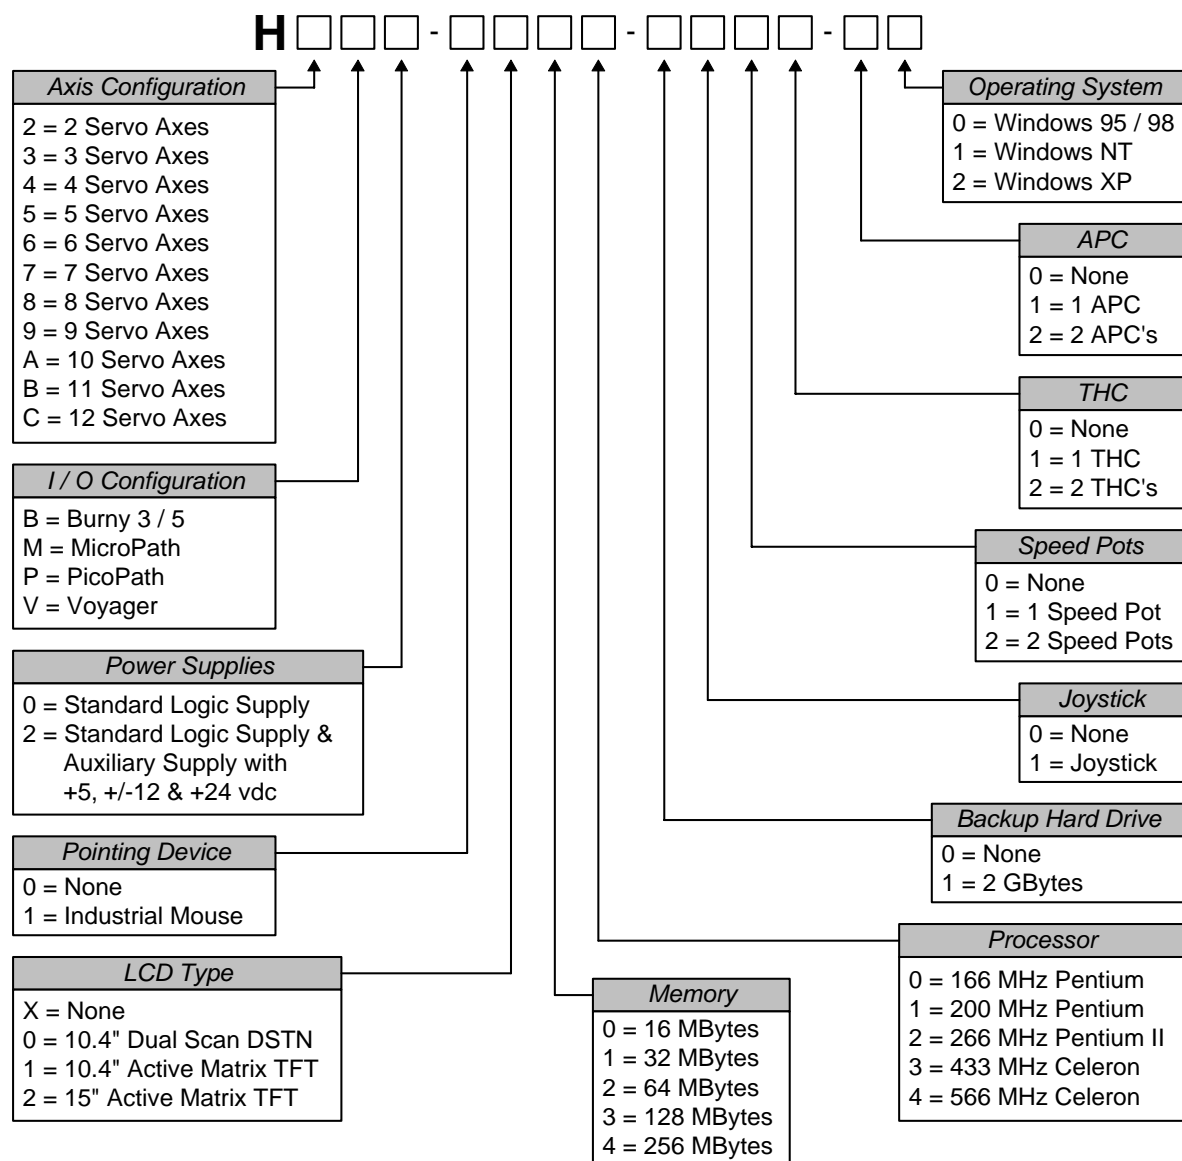 H - - -
Axis Configuration
2 = 2 Servo Axes
3 = 3 Servo Axes
4 = 4 Servo Axes
5 = 5 Servo Axes
6 = 6 Servo Axes
7 = 7 Servo Axes
8 = 8 Servo Axes
9 = 9 Servo Axes
A = 10 Servo Axes
B = 11 Servo Axes
C = 12 Servo Axes
I / O Configuration
B = Burny 3 / 5
M = MicroPath
P = PicoPath
V = Voyager
Power Supplies
0 = Standard Logic Supply
2 = Standard Logic Supply &
Auxiliary Supply with
+5, +/-12 & +24 vdc
Pointing Device
0 = None
1 = Industrial Mouse
LCD Type
X = None
0 = 10.4" Dual Scan DSTN
1 = 10.4" Active Matrix TFT
2 = 15" Active Matrix TFT
Memory
0 = 16 MBytes
1 = 32 MBytes
2 = 64 MBytes
3 = 128 MBytes
4 = 256 MBytes
Operating System
0 = Windows 95 / 98
1 = Windows NT
2 = Windows XP
APC
0 = None
1 = 1 APC
2 = 2 APC's
THC
0 = None
1 = 1 THC
2 = 2 THC's
Speed Pots
0 = None
1 = 1 Speed Pot
2 = 2 Speed Pots
Joystick
0 = None
1 = Joystick
Backup Hard Drive
0 = None
1 = 2 GBytes
Processor
0 = 166 MHz Pentium
1 = 200 MHz Pentium
2 = 266 MHz Pentium II
3 = 433 MHz Celeron
4 = 566 MHz Celeron